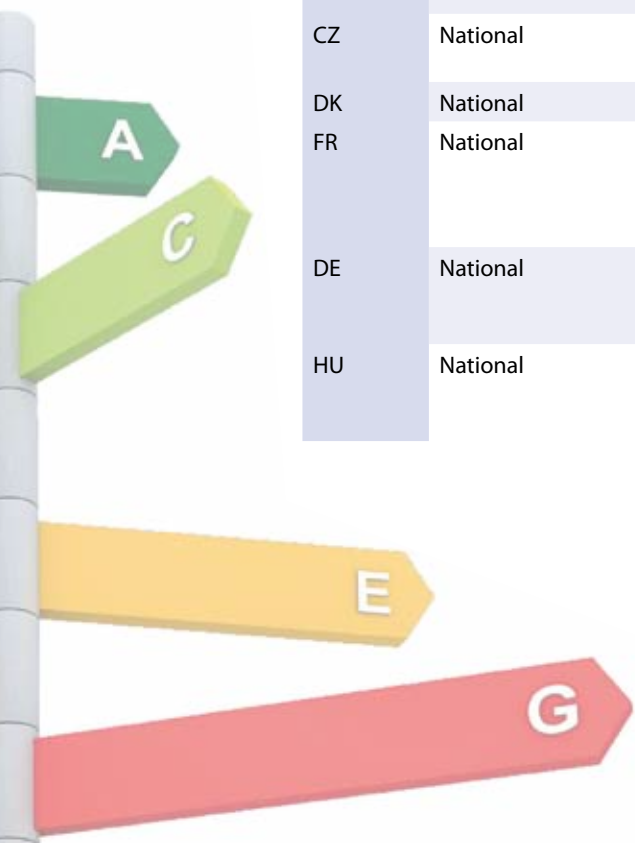 CZ National
DK National
FR National
DE National
HU National
A
C
E
G